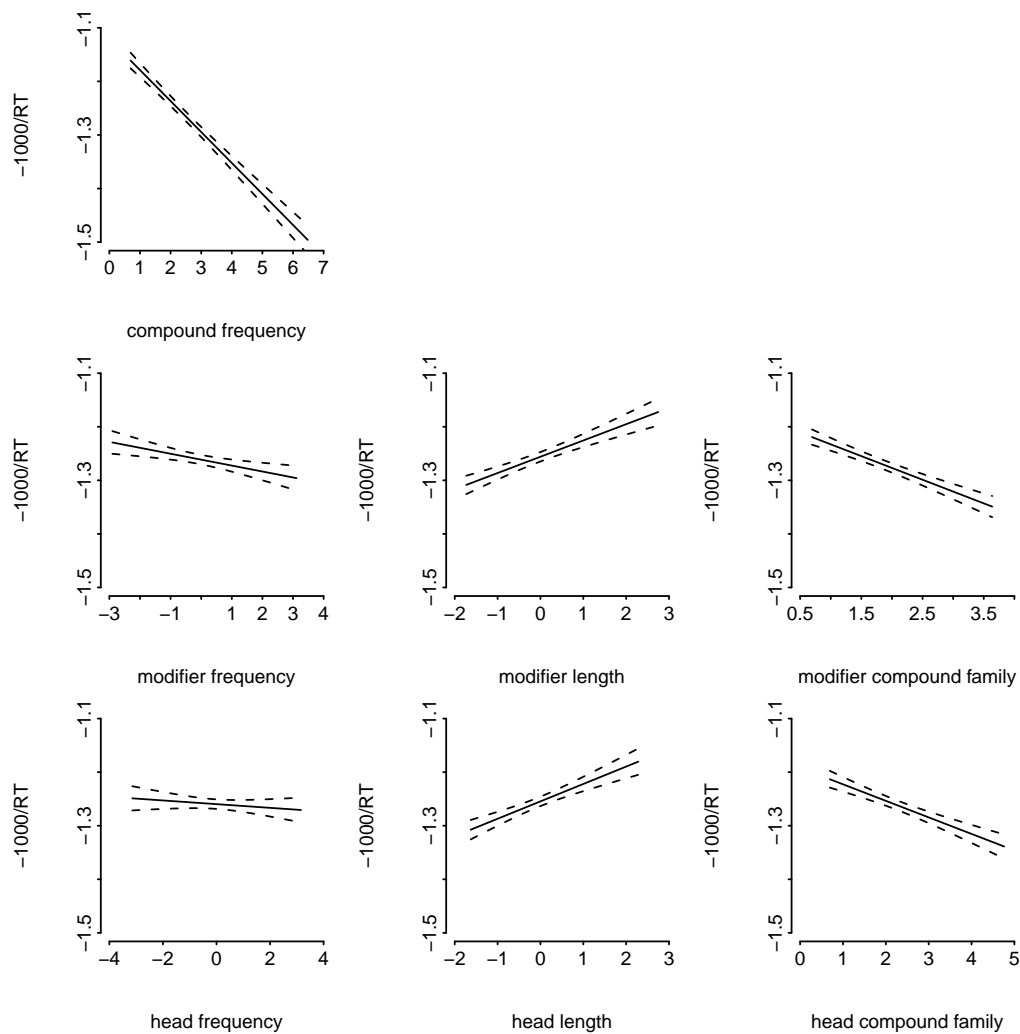 −1.1
−1.3
−1.5
−1000/RT
0 1 2 3 4 5 6 7
compound frequency
−1.1
−1.3
−1.5
−1000/RT
−3 −1 1 2 3 4
modifier frequency
−1.1
−1.3
−1.5
−1000/RT
−2 −1 0 1 2 3
modifier length
−1.1
−1.3
−1.5
−1000/RT
0.5 1.5 2.5 3.5
modifier compound family
−1.1
−1.3
−1.5
−1000/RT
−4 −2 0 2 4
head frequency
−1.1
−1.3
−1.5
−1000/RT
−2 −1 0 1 2 3
head length
−1.1
−1.3
−1.5
−1000/RT
0 1 2 3 4 5
head compound family